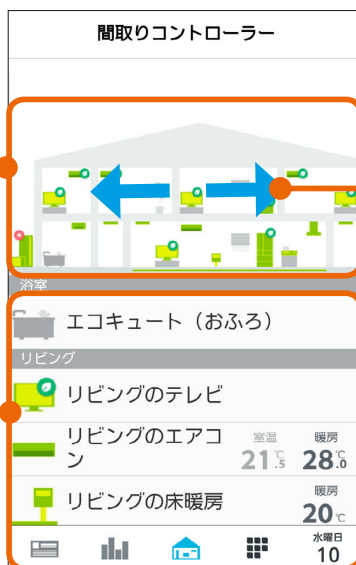 間取りコントローラー
浴室
エコキュート（おふろ）
リビング
リビングのテレビ
リビングのエアコ
ン
室温
21.5℃
暖房
28.0℃
リビングの床暖房
暖房
20℃
水曜日
10